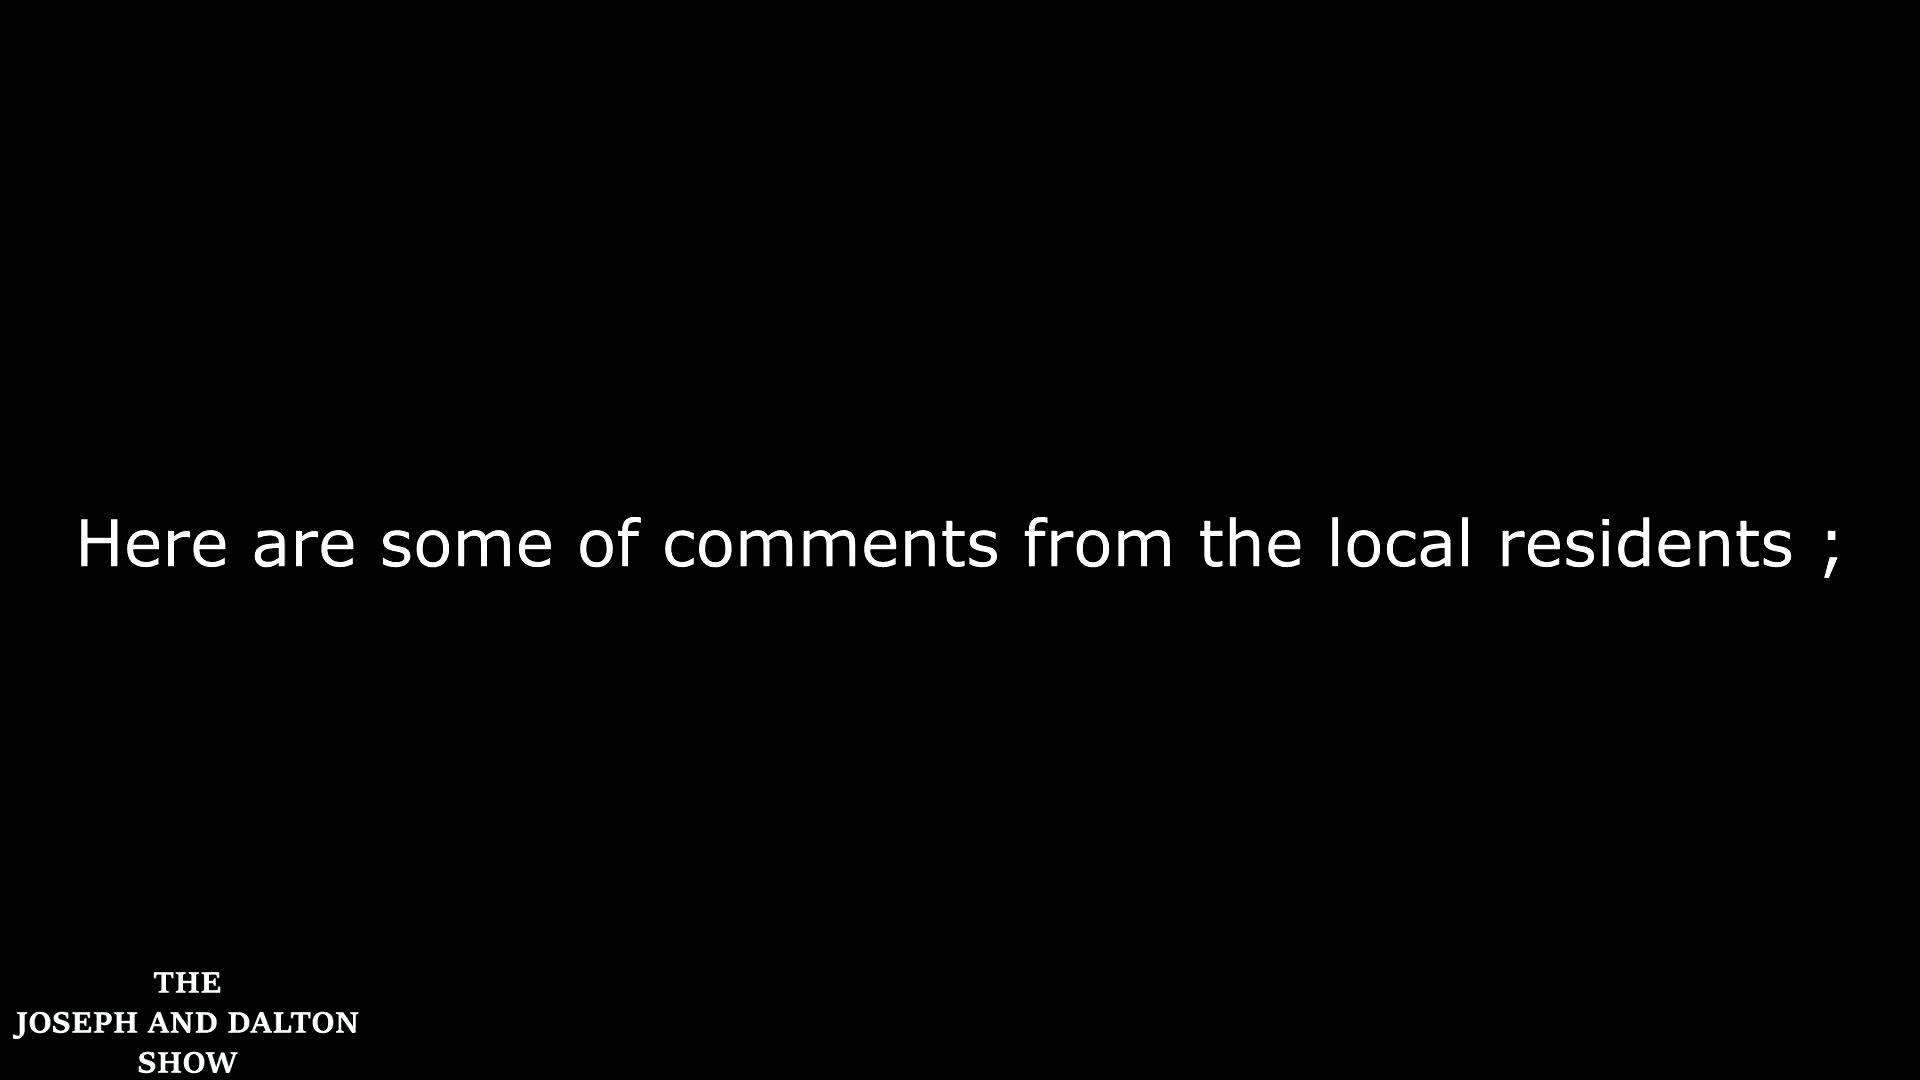 Here are some of comments from the local residents ;
THE
JOSEPH AND DALTON
SHOW